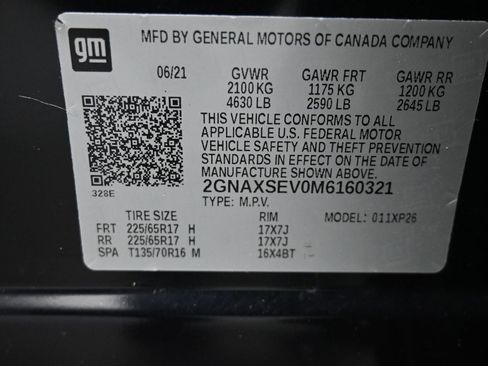 gm
MFD BY GENERAL MOTORS OF CANADA COMPANY
06/21 GVWR GAWR FRT GAWR RR
2100 KG 1175 KG 1200 KG
4630 LB 2590 LB 2645 LB
THIS VEHICLE CONFORMS TO ALL
APPLICABLE U.S. FEDERAL MOTOR
VEHICLE SAFETY AND THEFT PREVENTION
STANDARDS IN EFFECT ON THE DATE OF
MANUFACTURE SHOWN ABOVE.
328E 2GNAXSEV0M6160321
TYPE: M.P.V.
TIRE SIZE RIM MODEL: 011XP26
FRT 225/65R17 H 17X7J
RR 225/65R17 H 17X7J
SPA T135/70R16 M 16X4BT